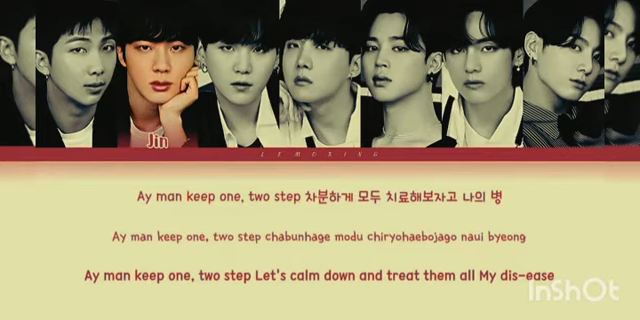 Jin
LEMORING
Ay man keep one, two step 차분하게 모두 치료해보자고 나의 병
Ay man keep one, two step chabunhage modu chiryohaebojago naui byeong
Ay man keep one, two step Let's calm down and treat them all My dis-ease
InShOt